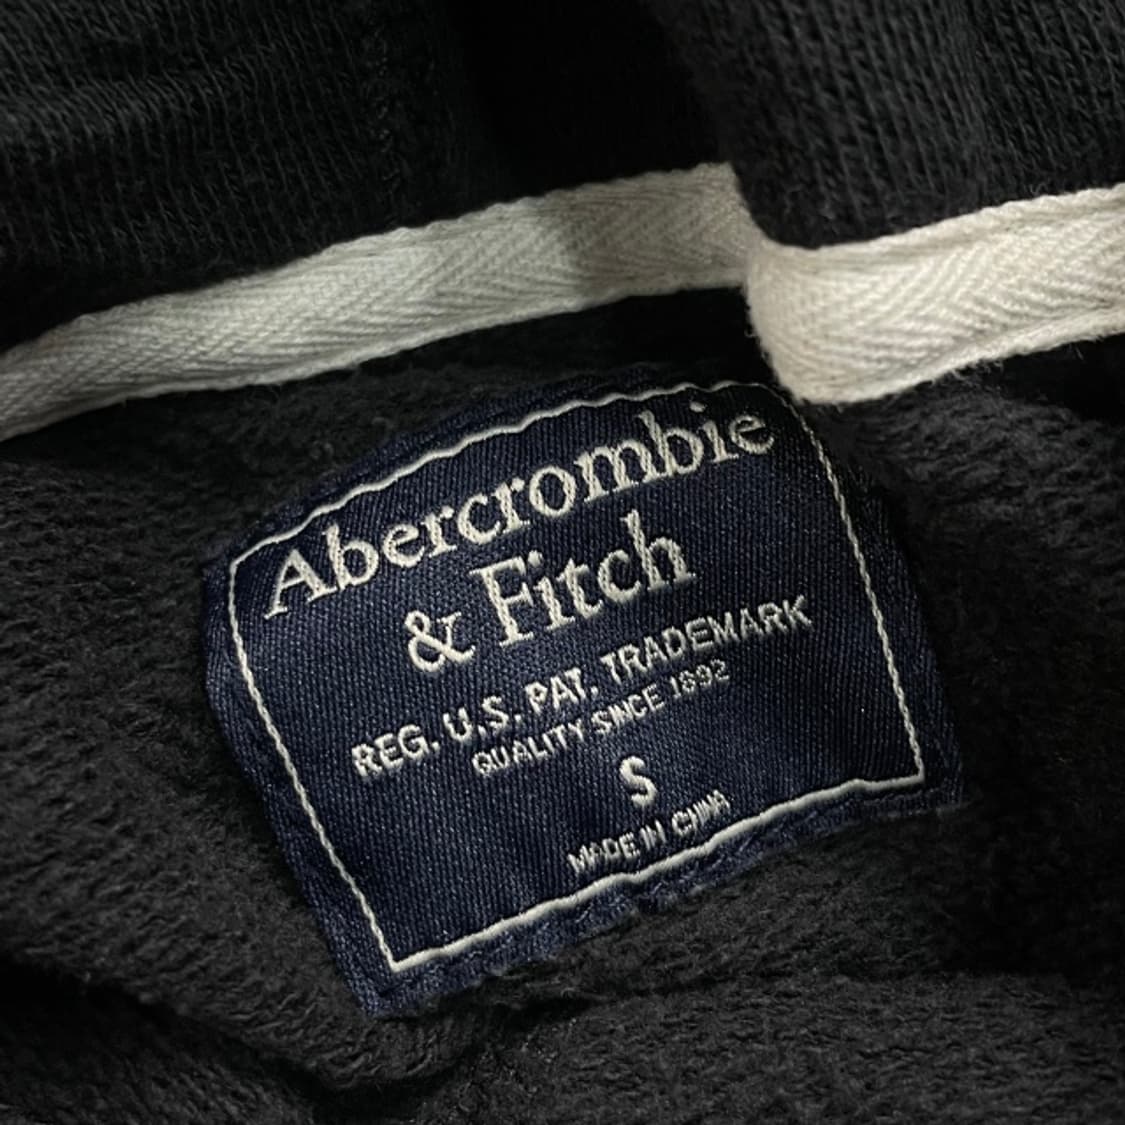 Abercrombie
& Fitch
REG. U.S. PAT. TRADEMARK
QUALITY SINCE 1892
S
MADE IN CHINA